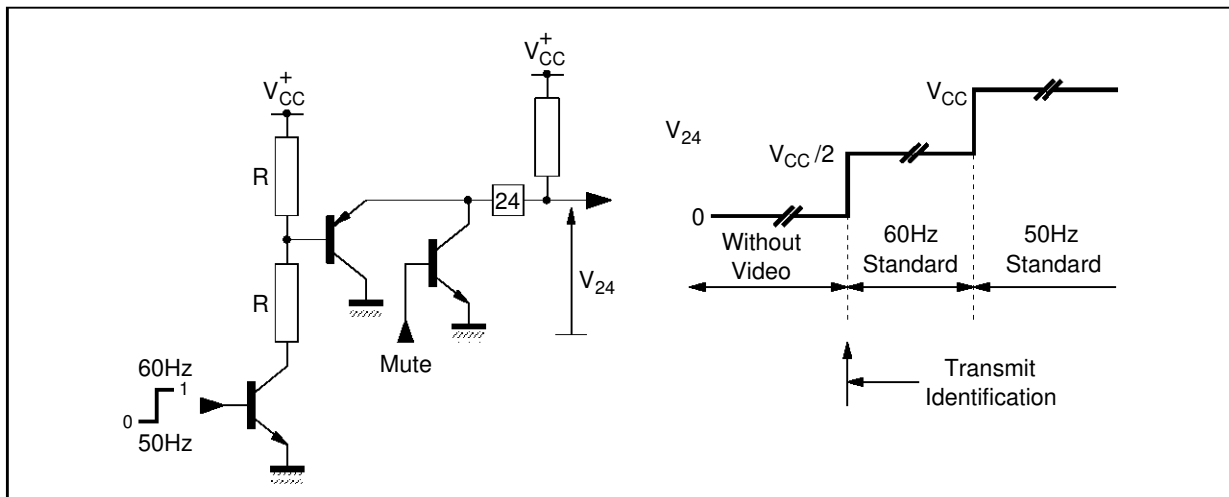 V+CC
V+CC
R
R
24
V24
Mute
60Hz
0 1
50Hz
V24
VCC
VCC /2
0
Without
Video
60Hz
Standard
50Hz
Standard
Transmit
Identification